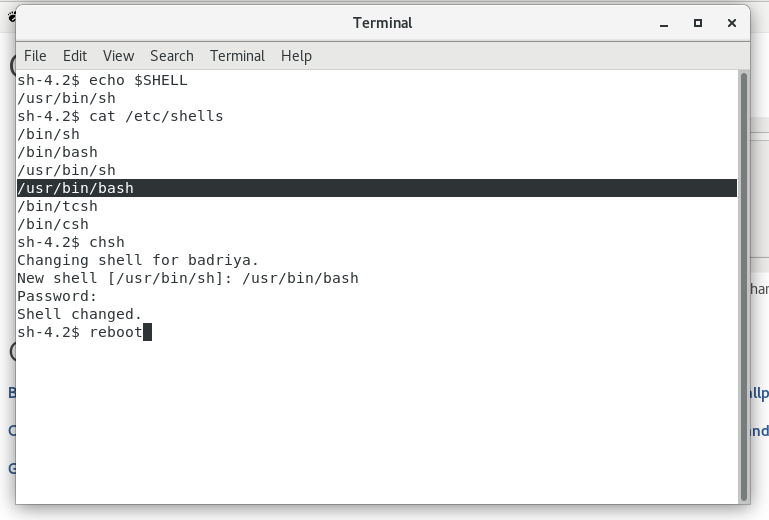 Terminal
File Edit View Search Terminal Help
sh-4.2$ echo $SHELL
/usr/bin/sh
sh-4.2$ cat /etc/shells
/bin/sh
/bin/bash
/usr/bin/sh
/usr/bin/bash
/bin/tcsh
/bin/csh
sh-4.2$ chsh
Changing shell for badriya.
New shell [/usr/bin/sh]: /usr/bin/bash
Password:
Shell changed.
sh-4.2$ reboot